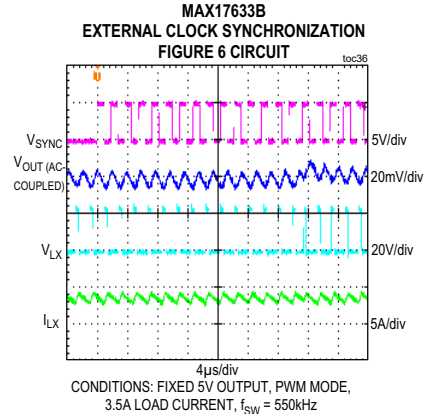 MAX17633B
EXTERNAL CLOCK SYNCHRONIZATION
FIGURE 6 CIRCUIT
toc36
VSYNC
5V/div
VOUT (AC
COUPLED)
20mV/div
VLX
20V/div
ILX
5A/div
4µs/div
CONDITIONS: FIXED 5V OUTPUT, PWM MODE,
3.5A LOAD CURRENT, fSW = 550kHz